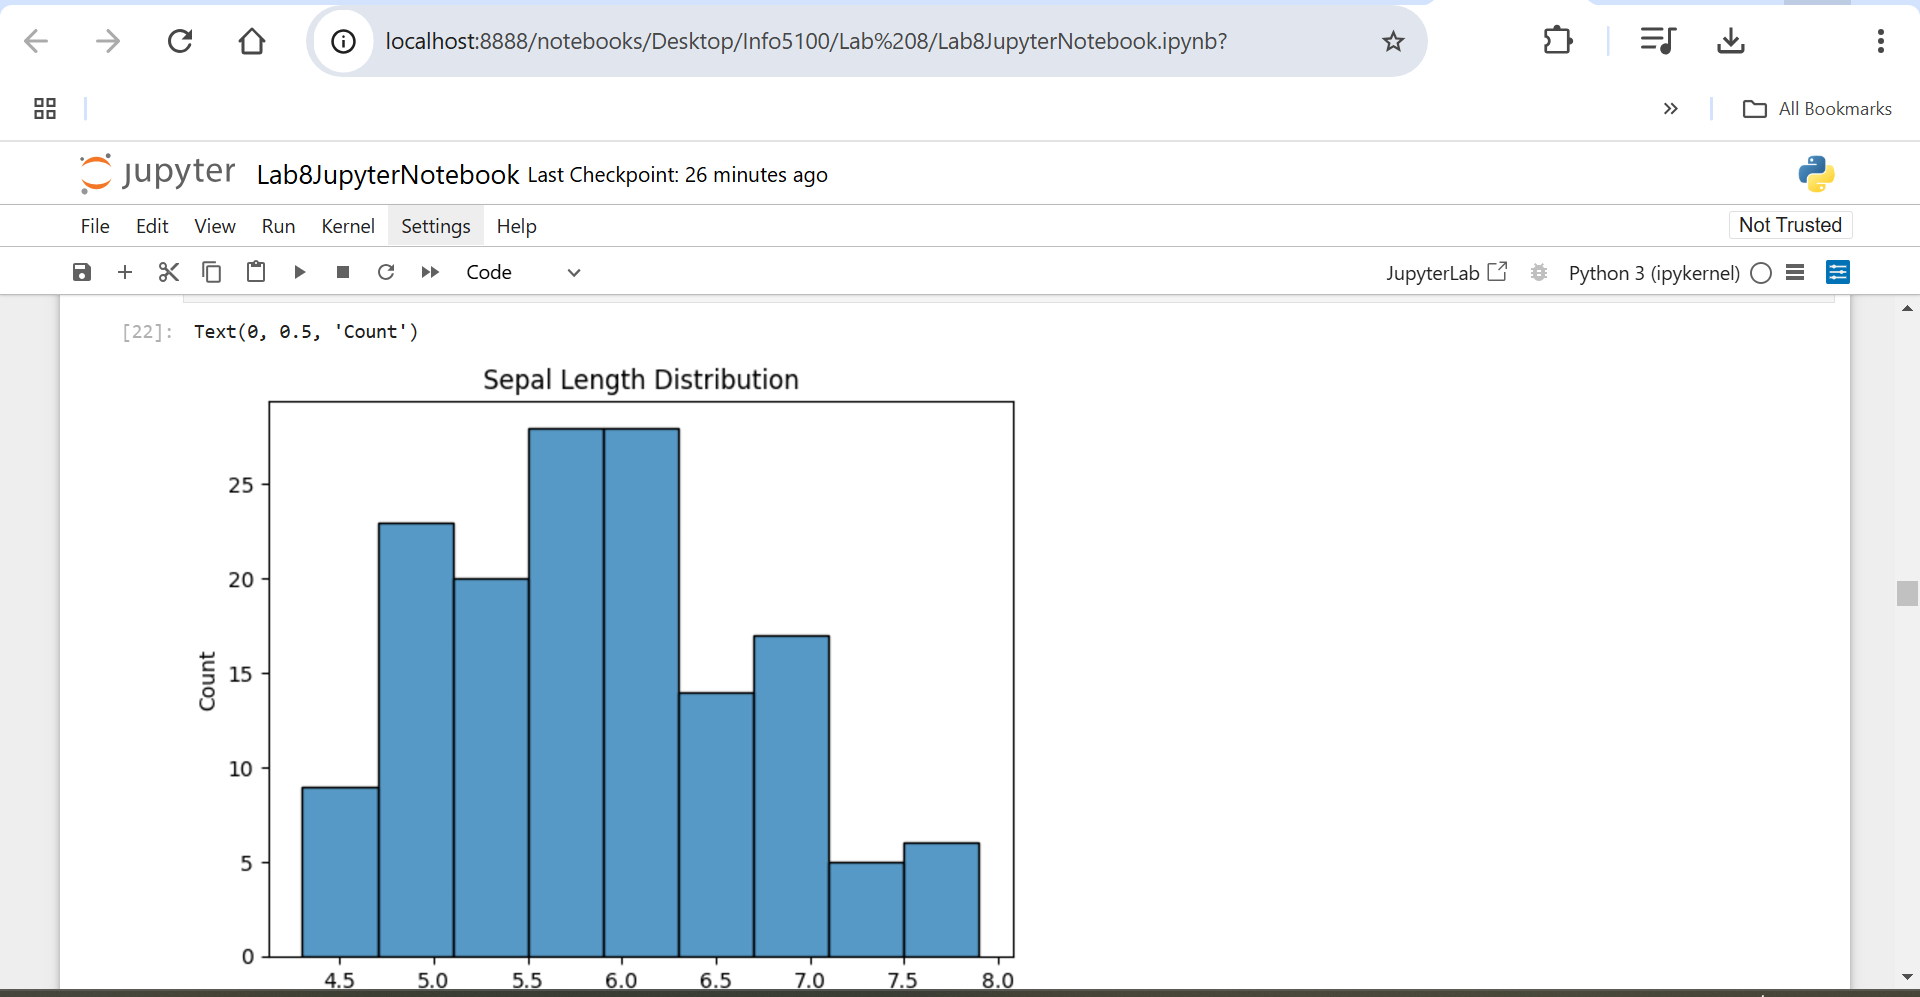 localhost:8888/notebooks/Desktop/Info5100/Lab%208/Lab8JupyterNotebook.ipynb?
All Bookmarks
jupyter Lab8JupyterNotebook Last Checkpoint: 26 minutes ago
File Edit View Run Kernel Settings Help Not Trusted
Code JupyterLab Python 3 (ipykernel)
[22]: Text(0, 0.5, 'Count')
Sepal Length Distribution
25
20
15
10
5
0
Count
4.5 5.0 5.5 6.0 6.5 7.0 7.5 8.0